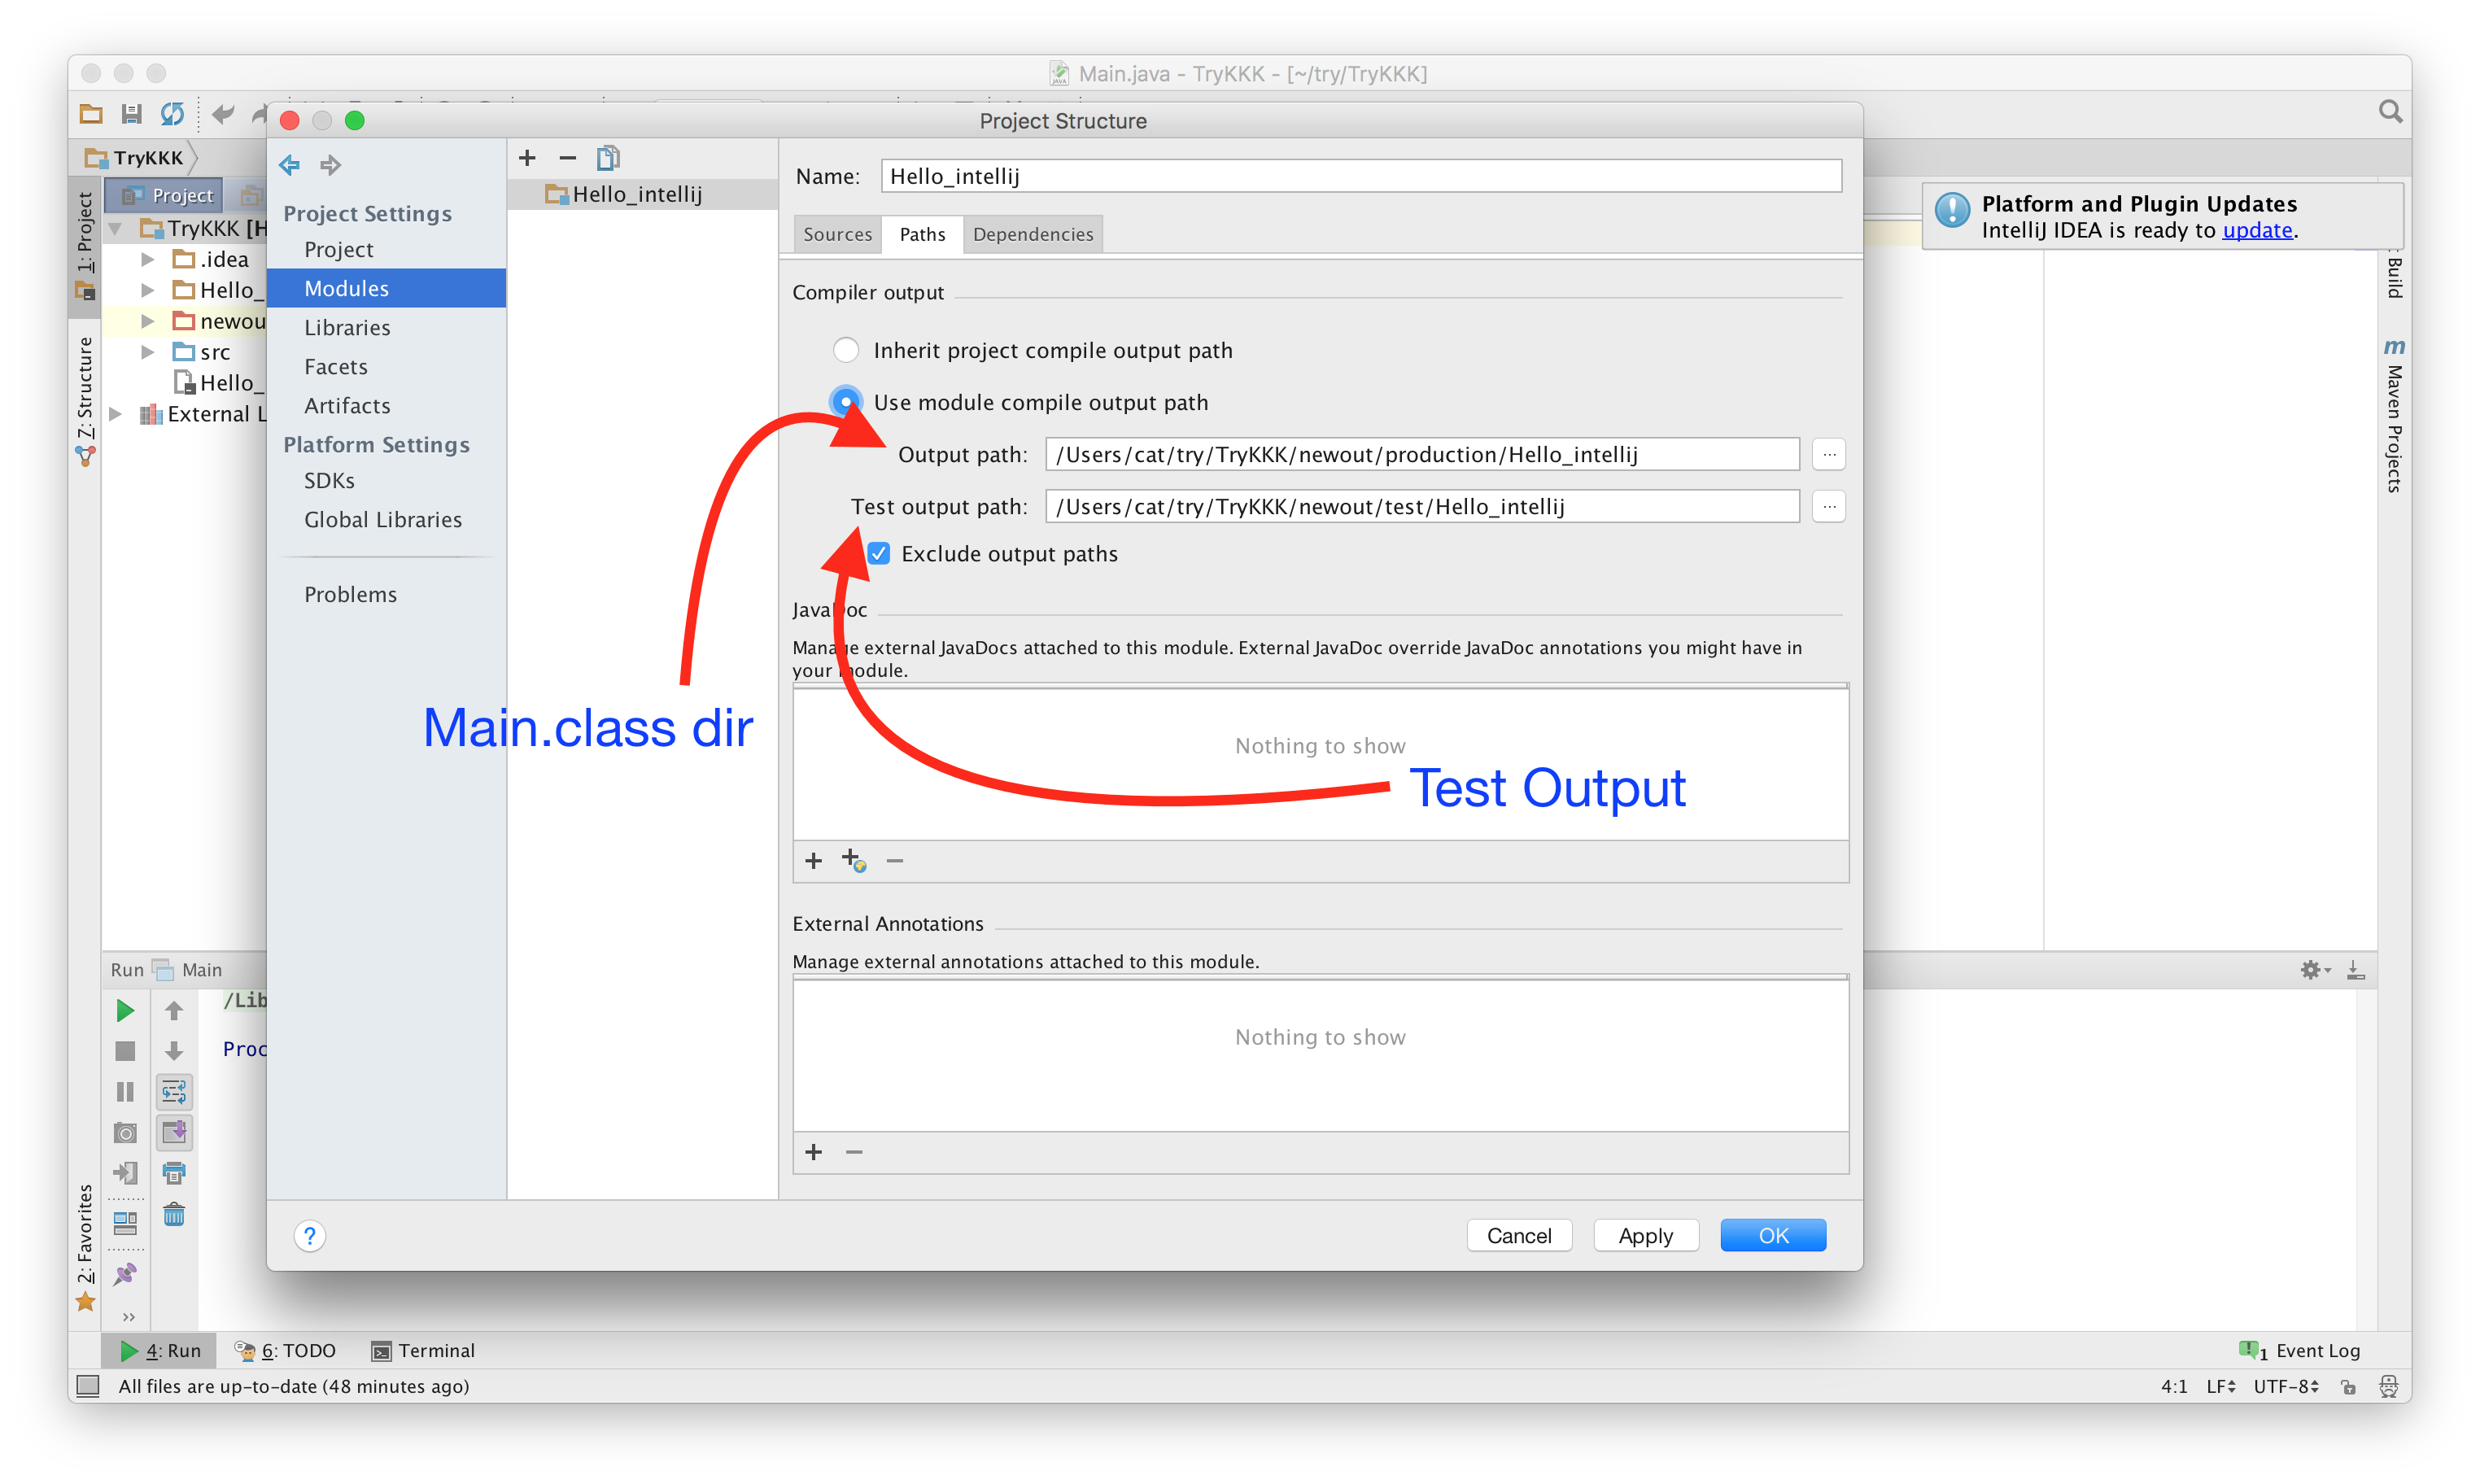 Main.java - TryKKK - [~/try/TryKKK]
Project Structure
TryKKK
Project
TryKKK [H
.idea
Hello_
newou
src
Hello_
External L
1: Project
7: Structure
2: Favorites
Project Settings
Project
Modules
Libraries
Facets
Artifacts
Platform Settings
SDKs
Global Libraries
Problems
Hello_intellij
Name: Hello_intellij
Sources Paths Dependencies
Compiler output
Inherit project compile output path
Use module compile output path
Output path: /Users/cat/try/TryKKK/newout/production/Hello_intellij ...
Test output path: /Users/cat/try/TryKKK/newout/test/Hello_intellij ...
Exclude output paths
JavaDoc
Manage external JavaDocs attached to this module. External JavaDoc override JavaDoc annotations you might have in
your module.
Main.class dir
Nothing to show
Test Output
External Annotations
Manage external annotations attached to this module.
Nothing to show
? Cancel Apply OK
Platform and Plugin Updates
IntelliJ IDEA is ready to update.
Build
m Maven Projects
Run Main
/Lib
Proc
4: Run 6: TODO Terminal 1 Event Log
All files are up-to-date (48 minutes ago) 4:1 LF UTF-8